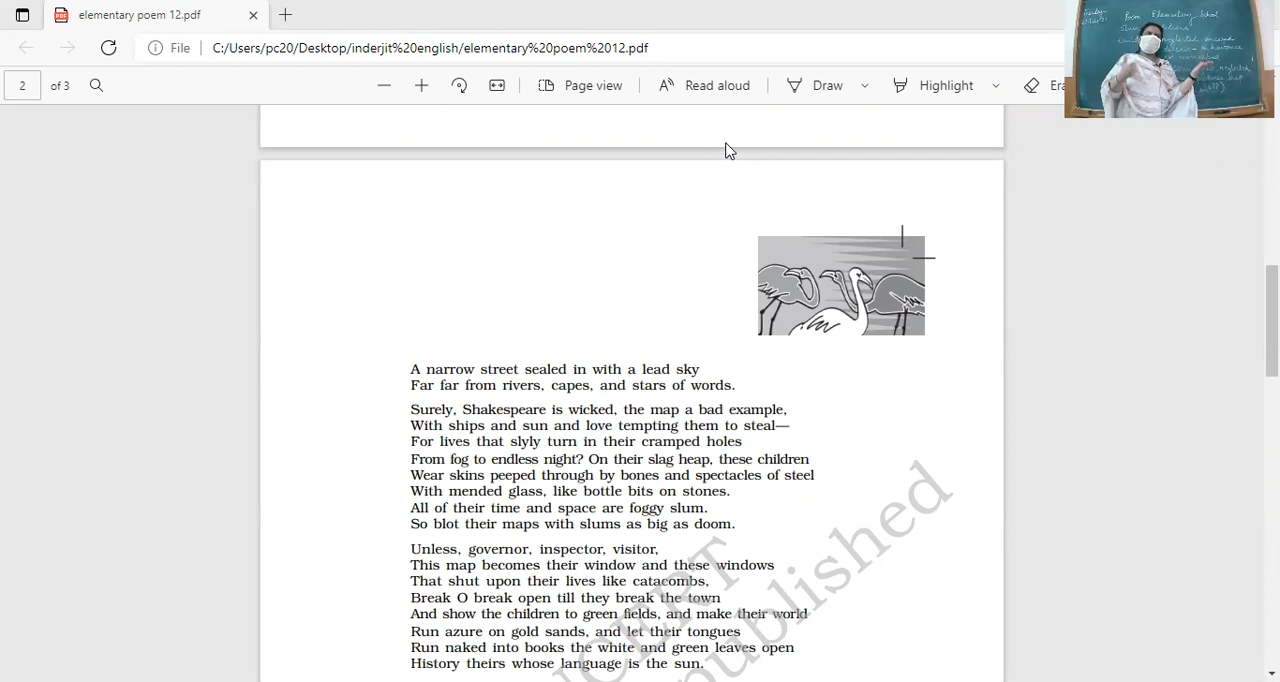 elementary poem 12.pdf
File C:/Users/pc20/Desktop/inderjit%20english/elementary%20poem%2012.pdf
2 of 3 Page view Read aloud Draw Highlight Era
Poem Elementary School
A narrow street sealed in with a lead sky
Far far from rivers, capes, and stars of words.
Surely, Shakespeare is wicked, the map a bad example,
With ships and sun and love tempting them to steal—
For lives that slyly turn in their cramped holes
From fog to endless night? On their slag heap, these children
Wear skins peeped through by bones and spectacles of steel
With mended glass, like bottle bits on stones.
All of their time and space are foggy slum.
So blot their maps with slums as big as doom.
Unless, governor, inspector, visitor,
This map becomes their window and these windows
That shut upon their lives like catacombs,
Break O break open till they break the town
And show the children to green fields, and make their world
Run azure on gold sands, and let their tongues
Run naked into books the white and green leaves open
History theirs whose language is the sun.
NCERT
published